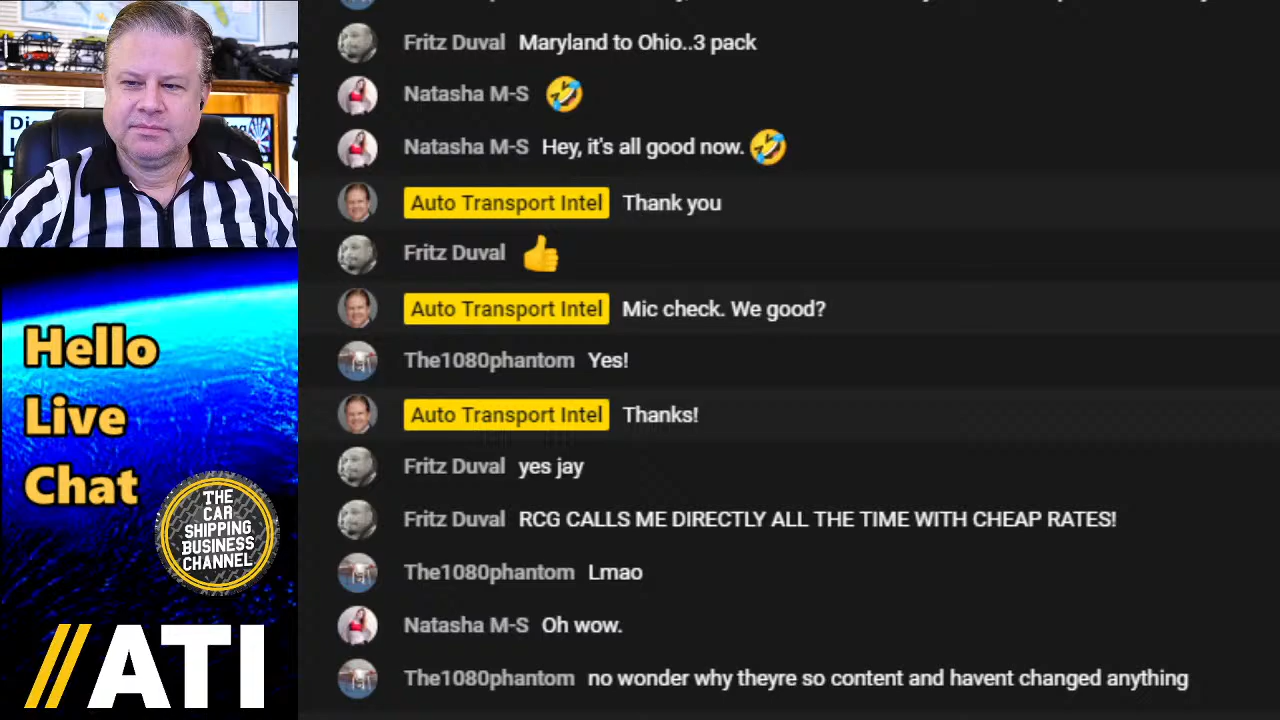 Fritz Duval Maryland to Ohio..3 pack
Natasha M-S 🤣
Natasha M-S Hey, it's all good now. 🤣
Auto Transport Intel Thank you
Fritz Duval 👍
Auto Transport Intel Mic check. We good?
The1080phantom Yes!
Auto Transport Intel Thanks!
Fritz Duval yes jay
Fritz Duval RCG CALLS ME DIRECTLY ALL THE TIME WITH CHEAP RATES!
The1080phantom Lmao
Natasha M-S Oh wow.
The1080phantom no wonder why theyre so content and havent changed anything
Hello
Live
Chat
THE
CAR
SHIPPING
BUSINESS
CHANNEL
//ATI